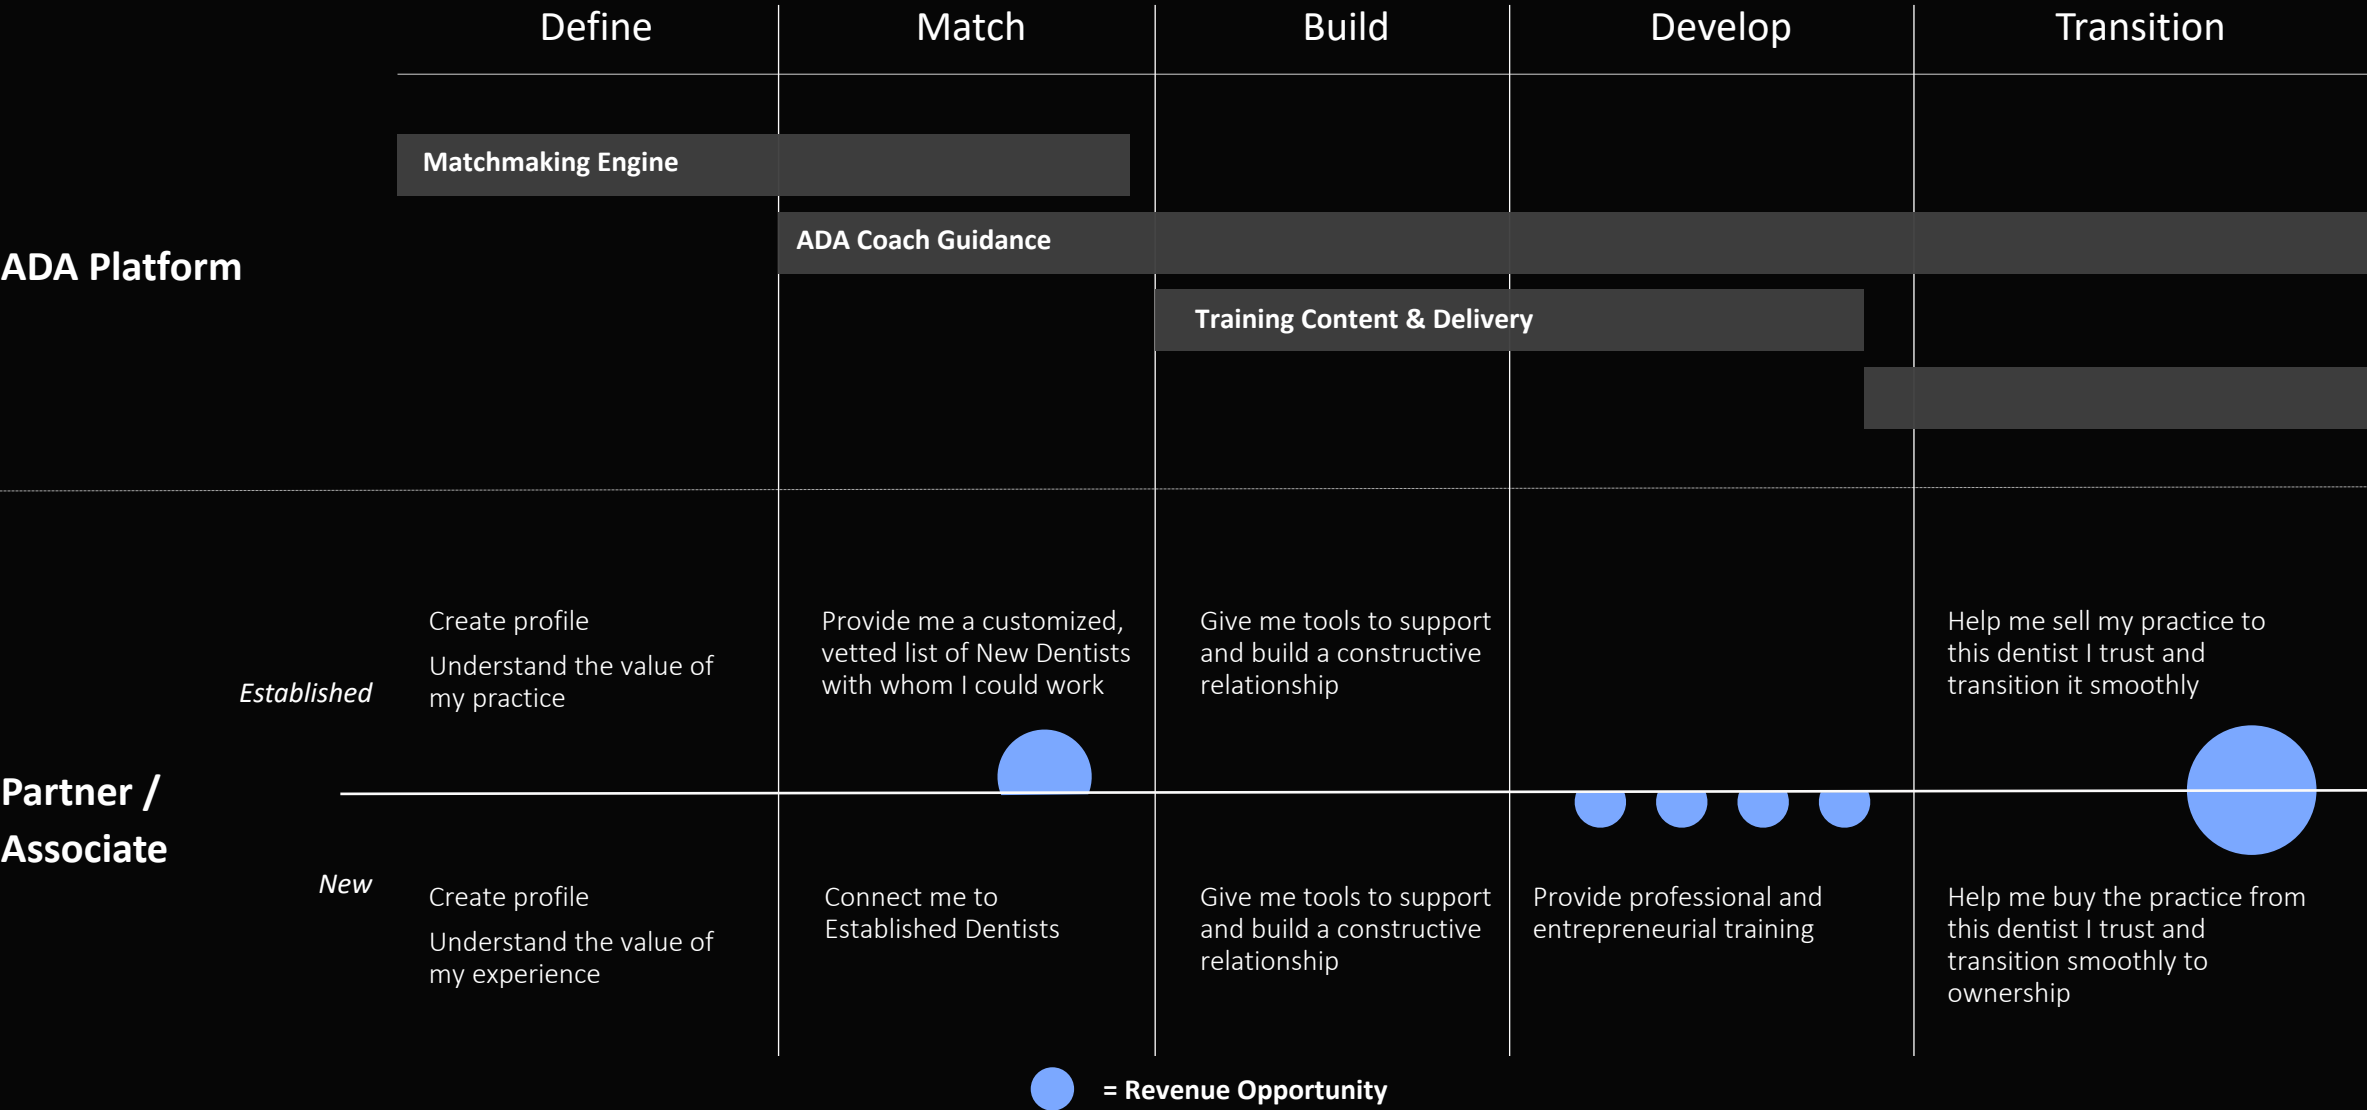 Define
Match
Build
Develop
Transition
Matchmaking Engine
ADA Coach Guidance
ADA Platform
Training Content & Delivery
Established
Create profile
Understand the value of
my practice
Provide me a customized,
vetted list of New Dentists
with whom I could work
Give me tools to support
and build a constructive
relationship
Help me sell my practice to
this dentist I trust and
transition it smoothly
Partner /
Associate
New
Create profile
Understand the value of
my experience
Connect me to
Established Dentists
Give me tools to support
and build a constructive
relationship
Provide professional and
entrepreneurial training
Help me buy the practice from
this dentist I trust and
transition smoothly to
ownership
= Revenue Opportunity